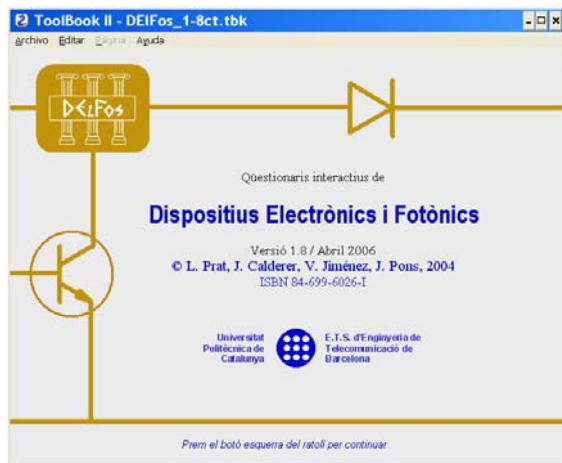 ToolBook II - DElFos_1-8ct.tbk
Archivo Editar Página Ayuda
DELFOS
Qüestionaris interactius de
Dispositius Electrònics i Fotònics
Versió 1.8 / Abril 2006
© L. Prat, J. Calderer, V. Jiménez, J. Pons, 2004
ISBN 84-699-6026-I
Universitat
Politècnica de
Catalunya
E.T.S. d'Enginyeria de
Telecomunicació de
Barcelona
Prem el botó esquerra del ratolí per continuar